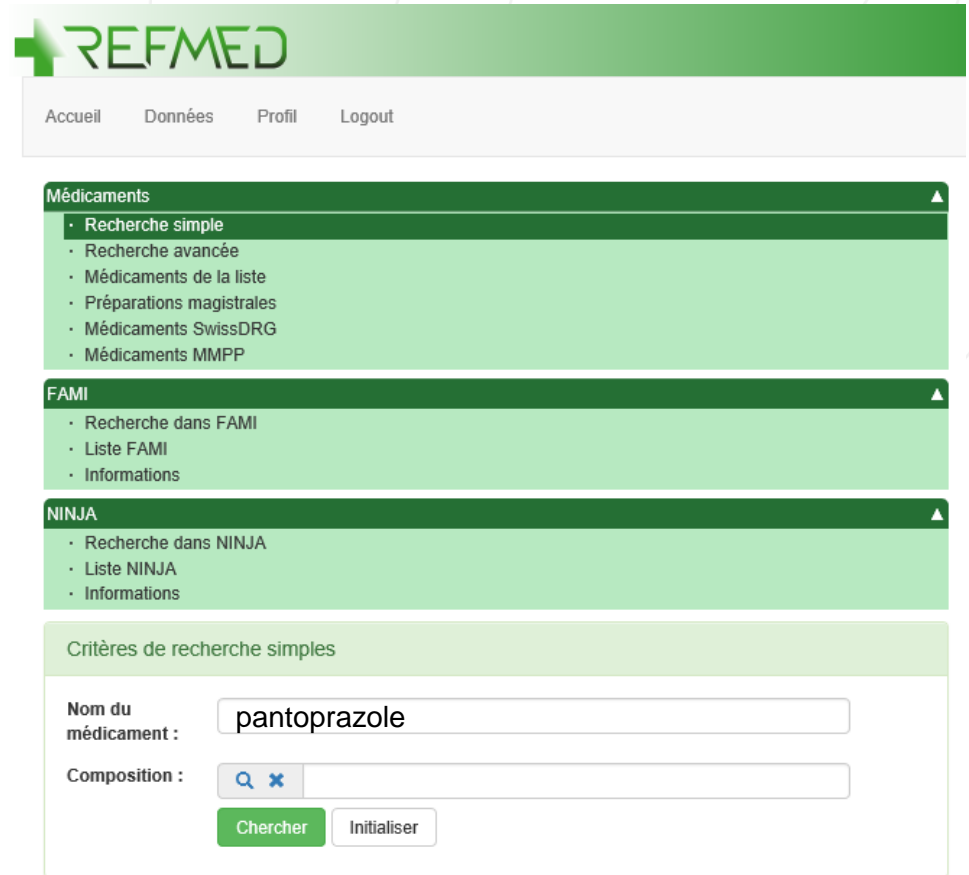 REFMED
Accueil Données Profil Logout
Médicaments
· Recherche simple
· Recherche avancée
· Médicaments de la liste
· Préparations magistrales
· Médicaments SwissDRG
· Médicaments MMPP
FAMI
· Recherche dans FAMI
· Liste FAMI
· Informations
NINJA
· Recherche dans NINJA
· Liste NINJA
· Informations
Critères de recherche simples
Nom du
médicament :
pantoprazole
Composition :
Chercher Initialiser